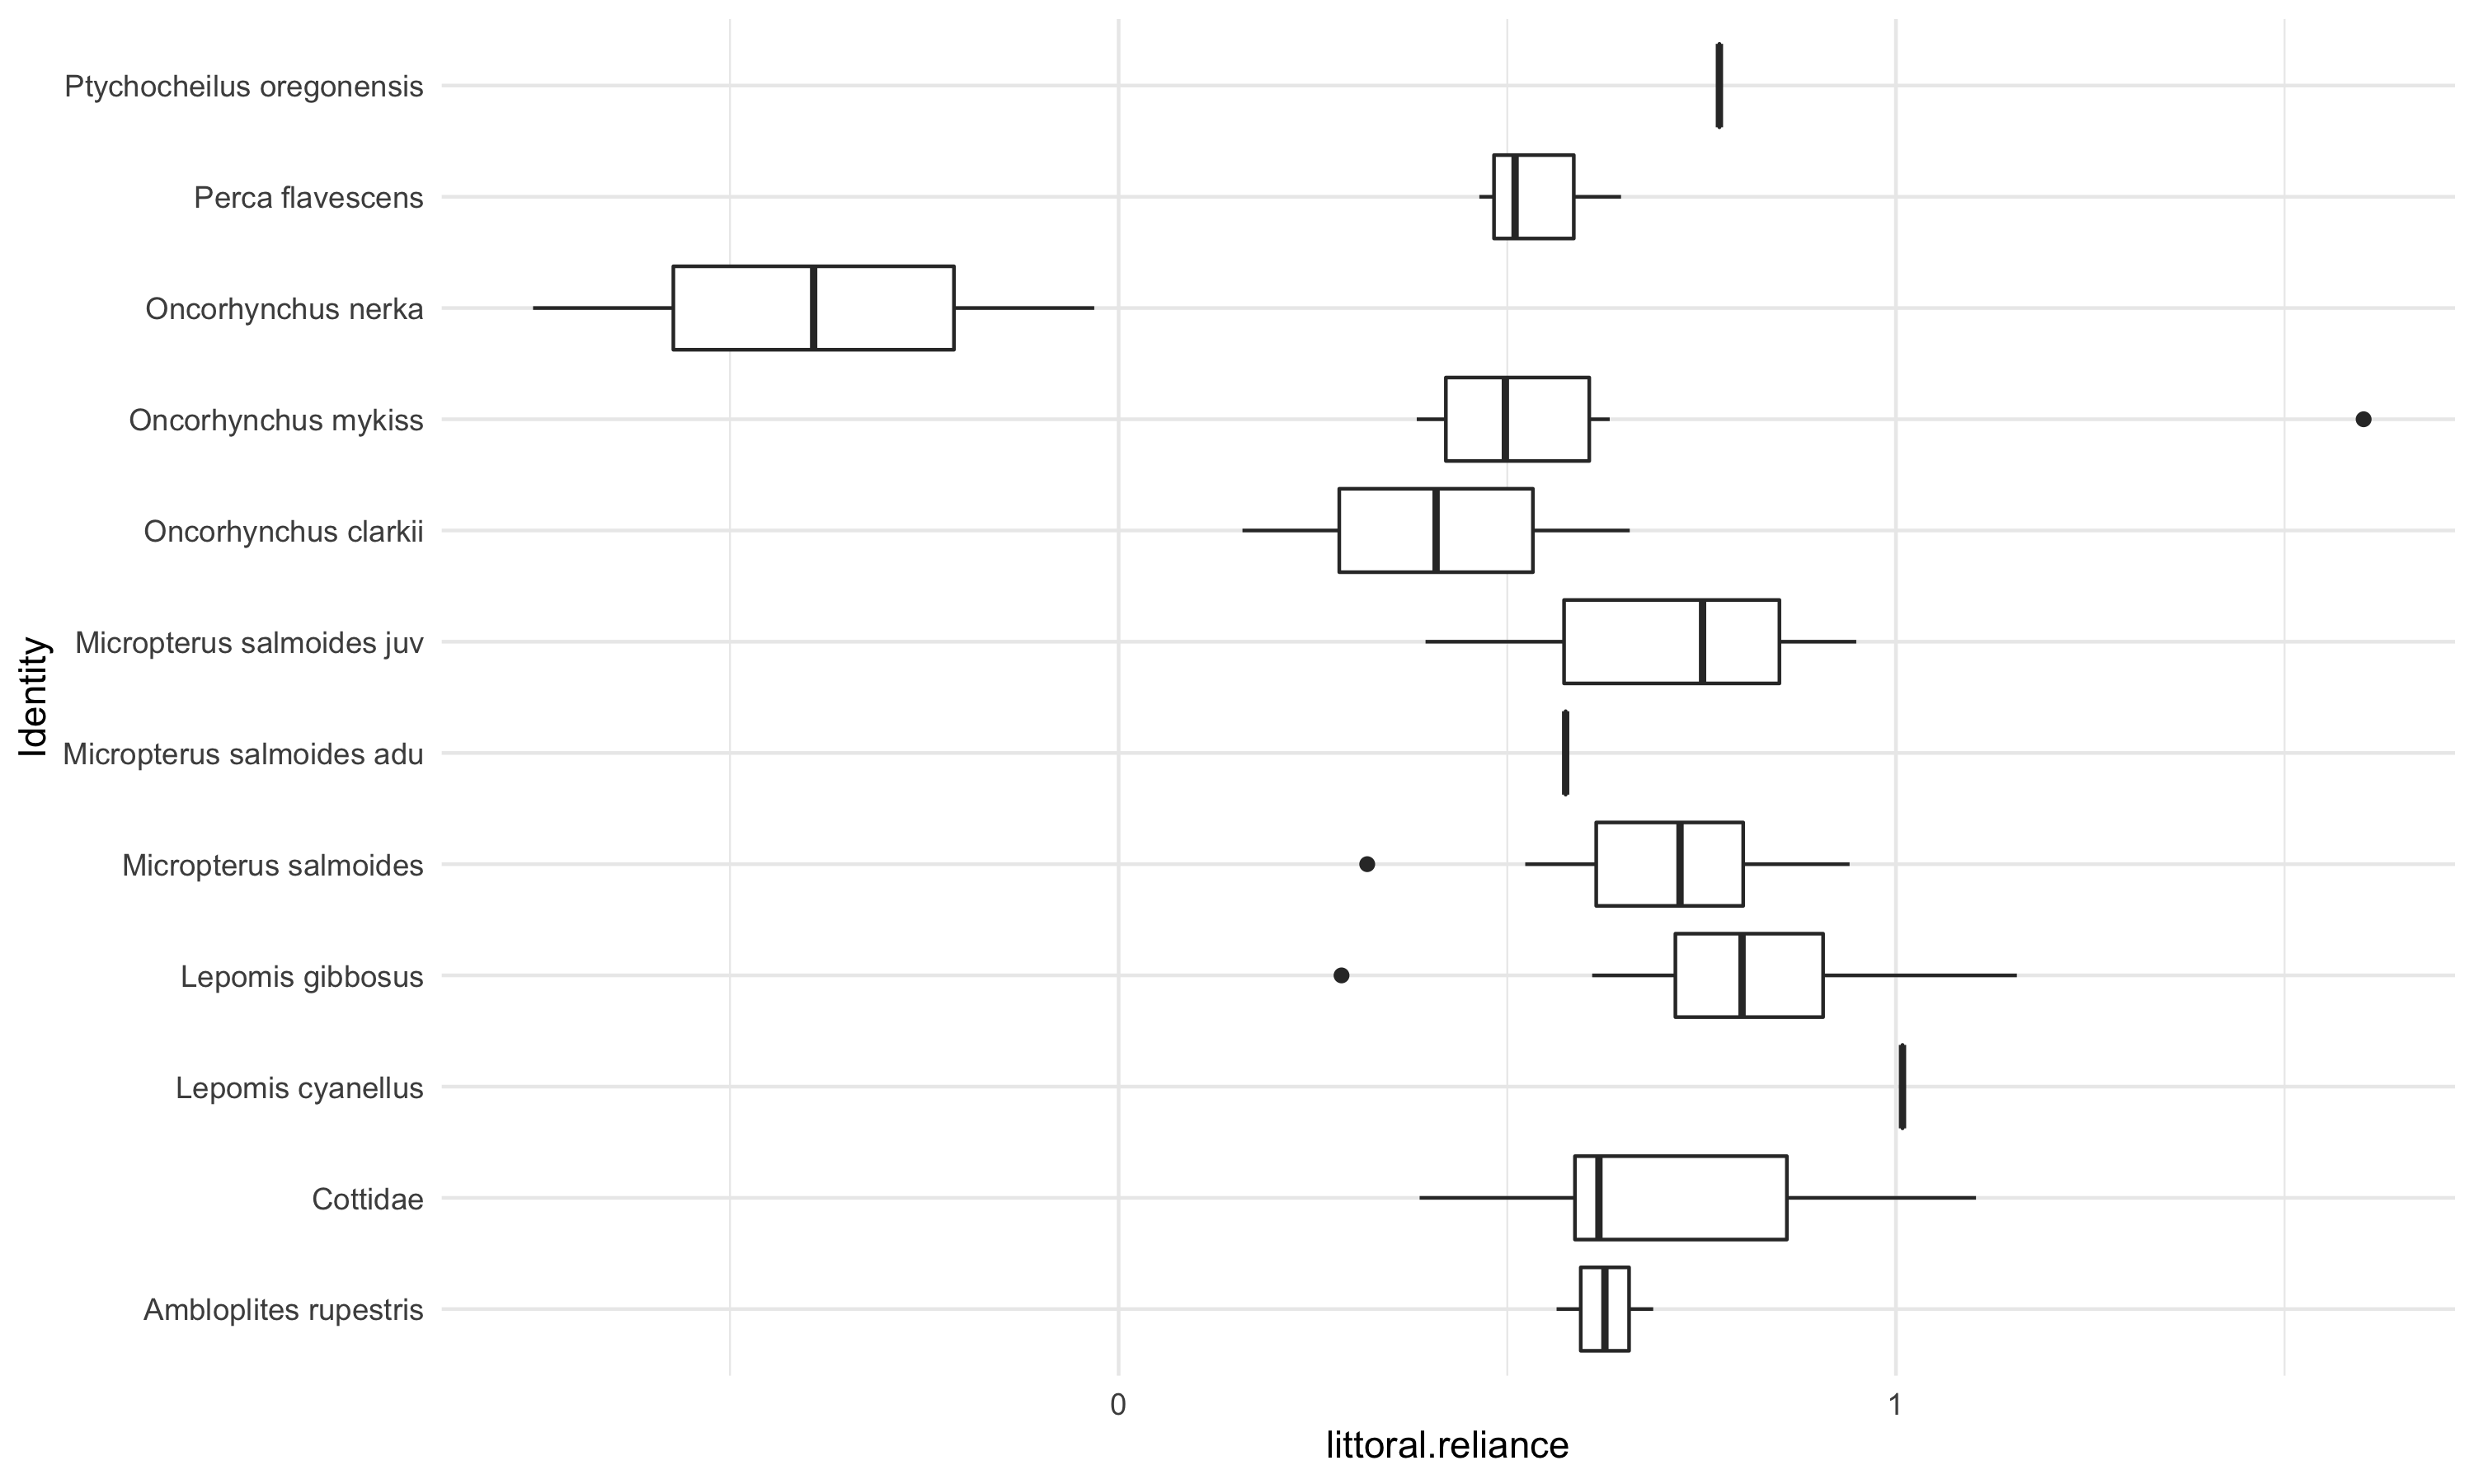 Ptychocheilus oregonensis
Perca flavescens
Oncorhynchus nerka
Oncorhynchus mykiss
Oncorhynchus clarkii
Micropterus salmoides juv
Identity
Micropterus salmoides adu
Micropterus salmoides
Lepomis gibbosus
Lepomis cyanellus
Cottidae
Ambloplites rupestris
0 1
littoral.reliance